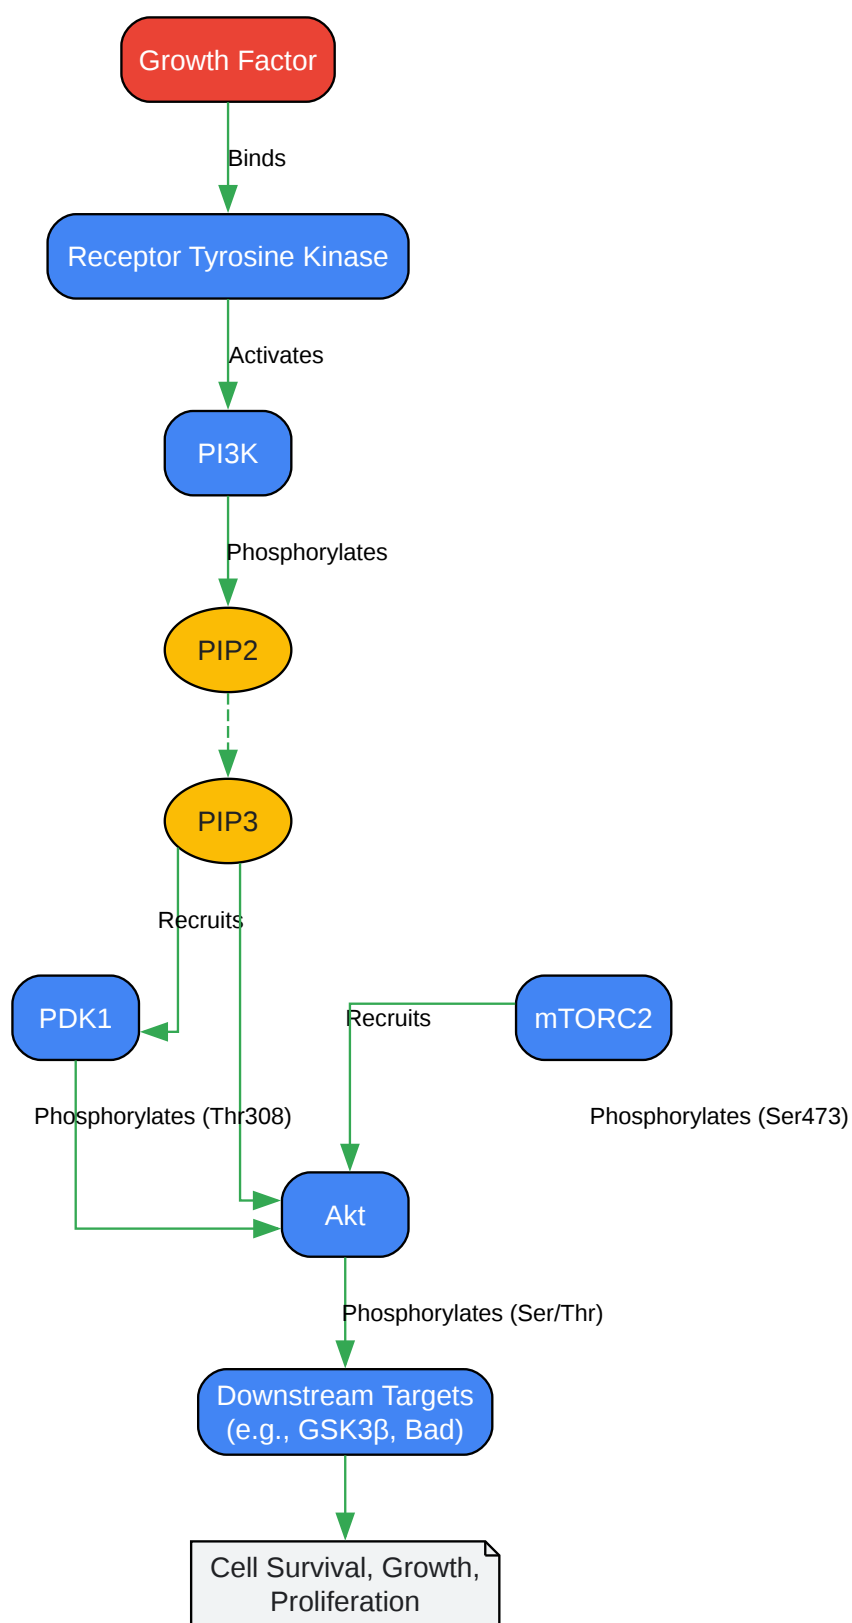 Growth Factor
Binds
Receptor Tyrosine Kinase
Activates
PI3K
Phosphorylates
PIP2
PIP3
Recruits
PDK1
Recruits
mTORC2
Phosphorylates (Thr308)
Phosphorylates (Ser473)
Akt
Phosphorylates (Ser/Thr)
Downstream Targets
(e.g., GSK3β, Bad)
Cell Survival, Growth,
Proliferation